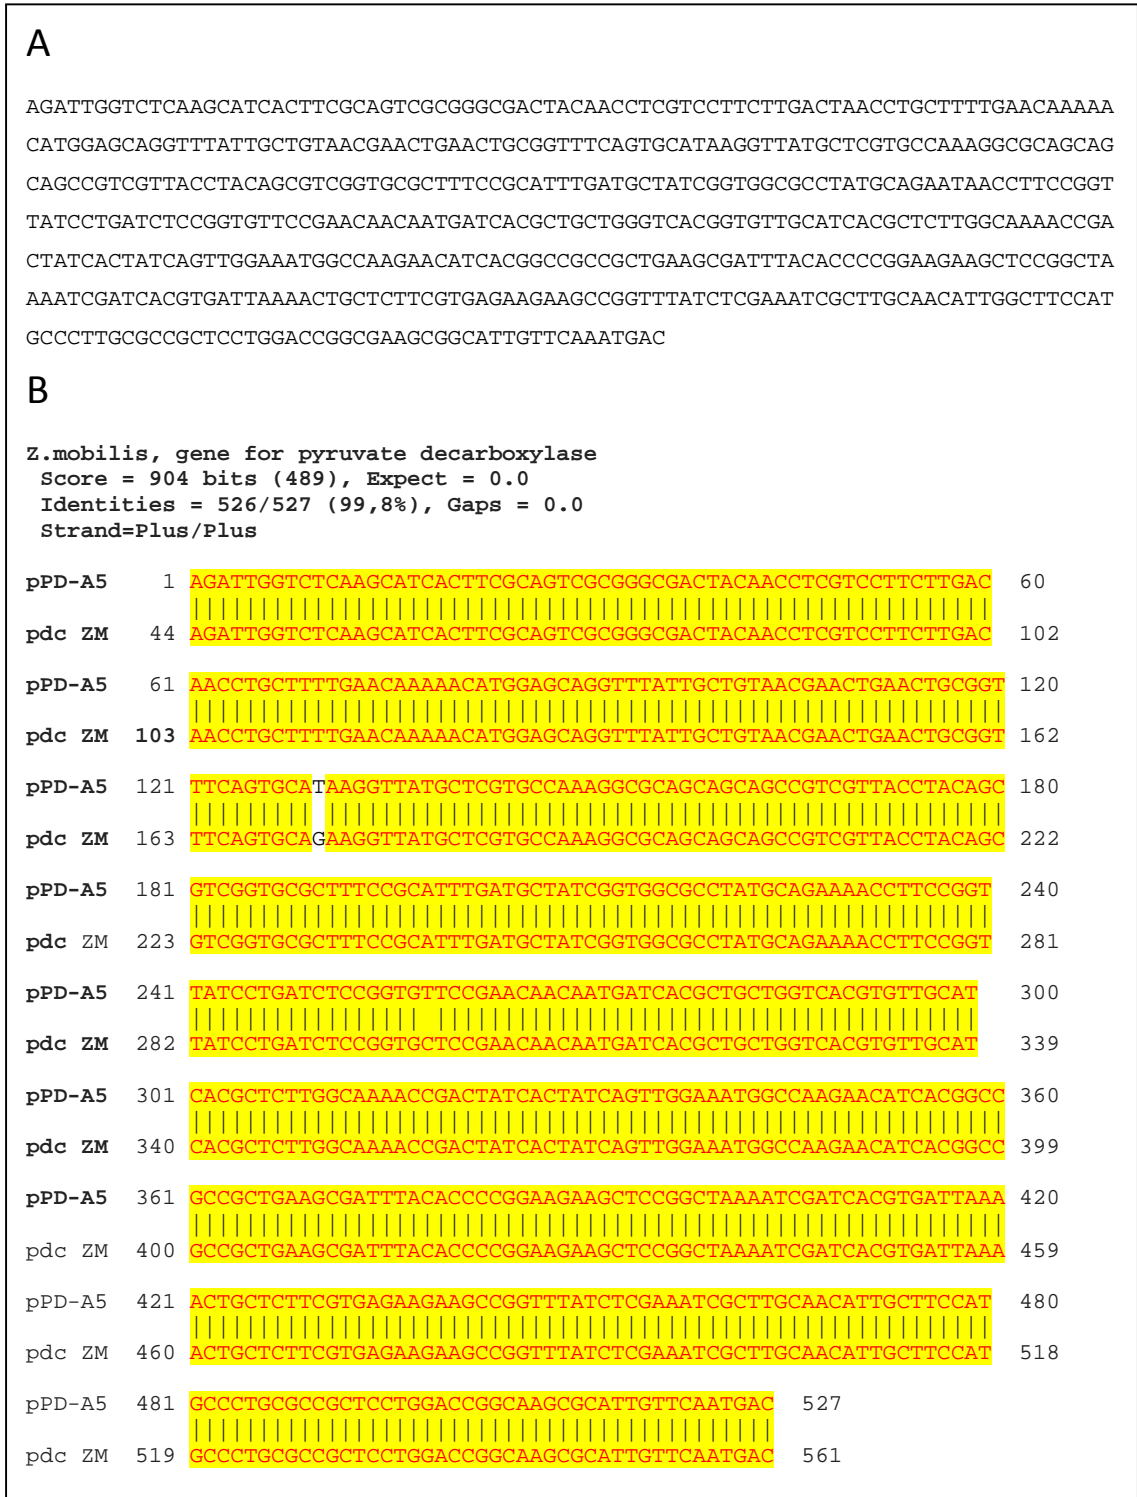 A
AGATTGGTCTCAAGCATCACTTCGCAGTCGCGGGCGACTACAACCTCGTCCTTCTTGACTAACCTGCTTTTGAACAAAAA
CATGGAGCAGGTTTATTGCTGTAACGAACTGAACTGCGGTTTCAGTGCATAAGGTTATGCTCGTGCCAAAGGCGCAGCAG
CAGCCGTCGTTACCTACAGCGTCGGTGCGCTTTCCGCATTTGATGCTATCGGTGGCGCCTATGCAGAATAACCTTCCGGT
TATCCTGATCTCCGGTGTTCCGAACAACAATGATCACGCTGCTGGGTCACGGTGTTGCATCACGCTCTTGGCAAAACCGA
CTATCACTATCAGTTGGAAATGGCCAAGAACATCACGGCCGCCGCTGAAGCGATTTACACCCCGGAAGAAGCTCCGGCTA
AAATCGATCACGTGATTAAAACTGCTCTTCGTGAGAAGAAGCCGGTTTATCTCGAAATCGCTTGCAACATTGGCTTCCAT
GCCCTTGCGCCGCTCCTGGACCGGCGAAGCGGCATTGTTCAAATGAC
B
Z.mobilis, gene for pyruvate decarboxylase
Score = 904 bits (489), Expect = 0.0
Identities = 526/527 (99,8%), Gaps = 0.0
Strand=Plus/Plus
pPD-A5 1 AGATTGGTCTCAAGCATCACTTCGCAGTCGCGGGCGACTACAACCTCGTCCTTCTTGAC 60
|||||||||||||||||||||||||||||||||||||||||||||||||||||||||||
pdc ZM 44 AGATTGGTCTCAAGCATCACTTCGCAGTCGCGGGCGACTACAACCTCGTCCTTCTTGAC 102
pPD-A5 61 AACCTGCTTTTGAACAAAAACATGGAGCAGGTTTATTGCTGTAACGAACTGAACTGCGGT 120
||||||||||||||||||||||||||||||||||||||||||||||||||||||||||||
pdc ZM 103 AACCTGCTTTTGAACAAAAACATGGAGCAGGTTTATTGCTGTAACGAACTGAACTGCGGT 162
pPD-A5 121 TTCAGTGCATAAGGTTATGCTCGTGCCAAAGGCGCAGCAGCAGCCGTCGTTACCTACAGC 180
||||||||| ||||||||||||||||||||||||||||||||||||||||||||||||||
pdc ZM 163 TTCAGTGCAGAAGGTTATGCTCGTGCCAAAGGCGCAGCAGCAGCCGTCGTTACCTACAGC 222
pPD-A5 181 GTCGGTGCGCTTTCCGCATTTGATGCTATCGGTGGCGCCTATGCAGAAAACCTTCCGGT 240
|||||||||||||||||||||||||||||||||||||||||||||||||||||||||||
pdc ZM 223 GTCGGTGCGCTTTCCGCATTTGATGCTATCGGTGGCGCCTATGCAGAAAACCTTCCGGT 281
pPD-A5 241 TATCCTGATCTCCGGTGTTCCGAACAACAATGATCACGCTGCTGGTCACGTGTTGCAT 300
||||||||||||||||| ||||||||||||||||||||||||||||||||||||||||
pdc ZM 282 TATCCTGATCTCCGGTGCTCCGAACAACAATGATCACGCTGCTGGTCACGTGTTGCAT 339
pPD-A5 301 CACGCTCTTGGCAAAACCGACTATCACTATCAGTTGGAAATGGCCAAGAACATCACGGCC 360
||||||||||||||||||||||||||||||||||||||||||||||||||||||||||||
pdc ZM 340 CACGCTCTTGGCAAAACCGACTATCACTATCAGTTGGAAATGGCCAAGAACATCACGGCC 399
pPD-A5 361 GCCGCTGAAGCGATTTACACCCCGGAAGAAGCTCCGGCTAAAATCGATCACGTGATTAAA 420
||||||||||||||||||||||||||||||||||||||||||||||||||||||||||||
pdc ZM 400 GCCGCTGAAGCGATTTACACCCCGGAAGAAGCTCCGGCTAAAATCGATCACGTGATTAAA 459
pPD-A5 421 ACTGCTCTTCGTGAGAAGAAGCCGGTTTATCTCGAAATCGCTTGCAACATTGCTTCCAT 480
|||||||||||||||||||||||||||||||||||||||||||||||||||||||||||
pdc ZM 460 ACTGCTCTTCGTGAGAAGAAGCCGGTTTATCTCGAAATCGCTTGCAACATTGCTTCCAT 518
pPD-A5 481 GCCCTGCGCCGCTCCTGGACCGGCAAGCGCATTGTTCAATGAC 527
|||||||||||||||||||||||||||||||||||||||||||
pdc ZM 519 GCCCTGCGCCGCTCCTGGACCGGCAAGCGCATTGTTCAATGAC 561